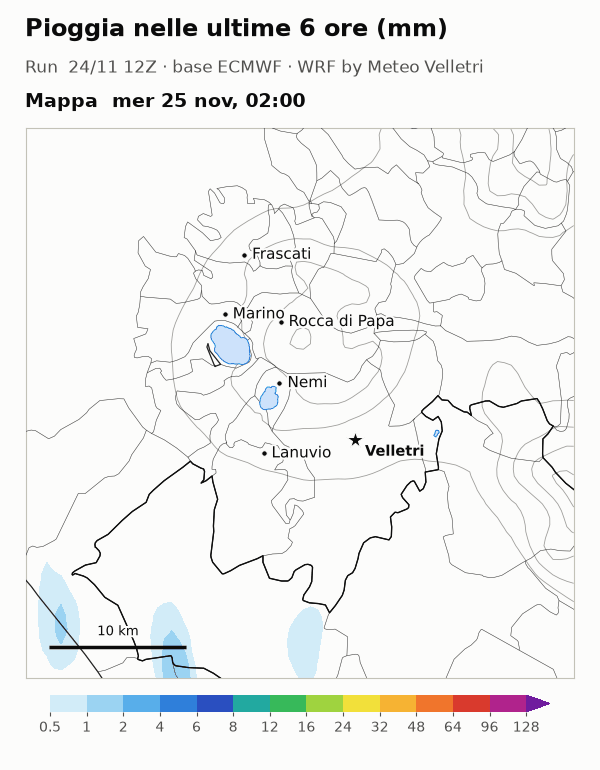 Pioggia nelle ultime 6 ore (mm)
Run  24/11 12Z · base ECMWF · WRF by Meteo Velletri
Mappa  mer 25 nov, 02:00
Frascati
Marino
Rocca di Papa
Nemi
Velletri
Lanuvio
10 km
0.5 1 2 4 6 8 12 16 24 32 48 64 96 128